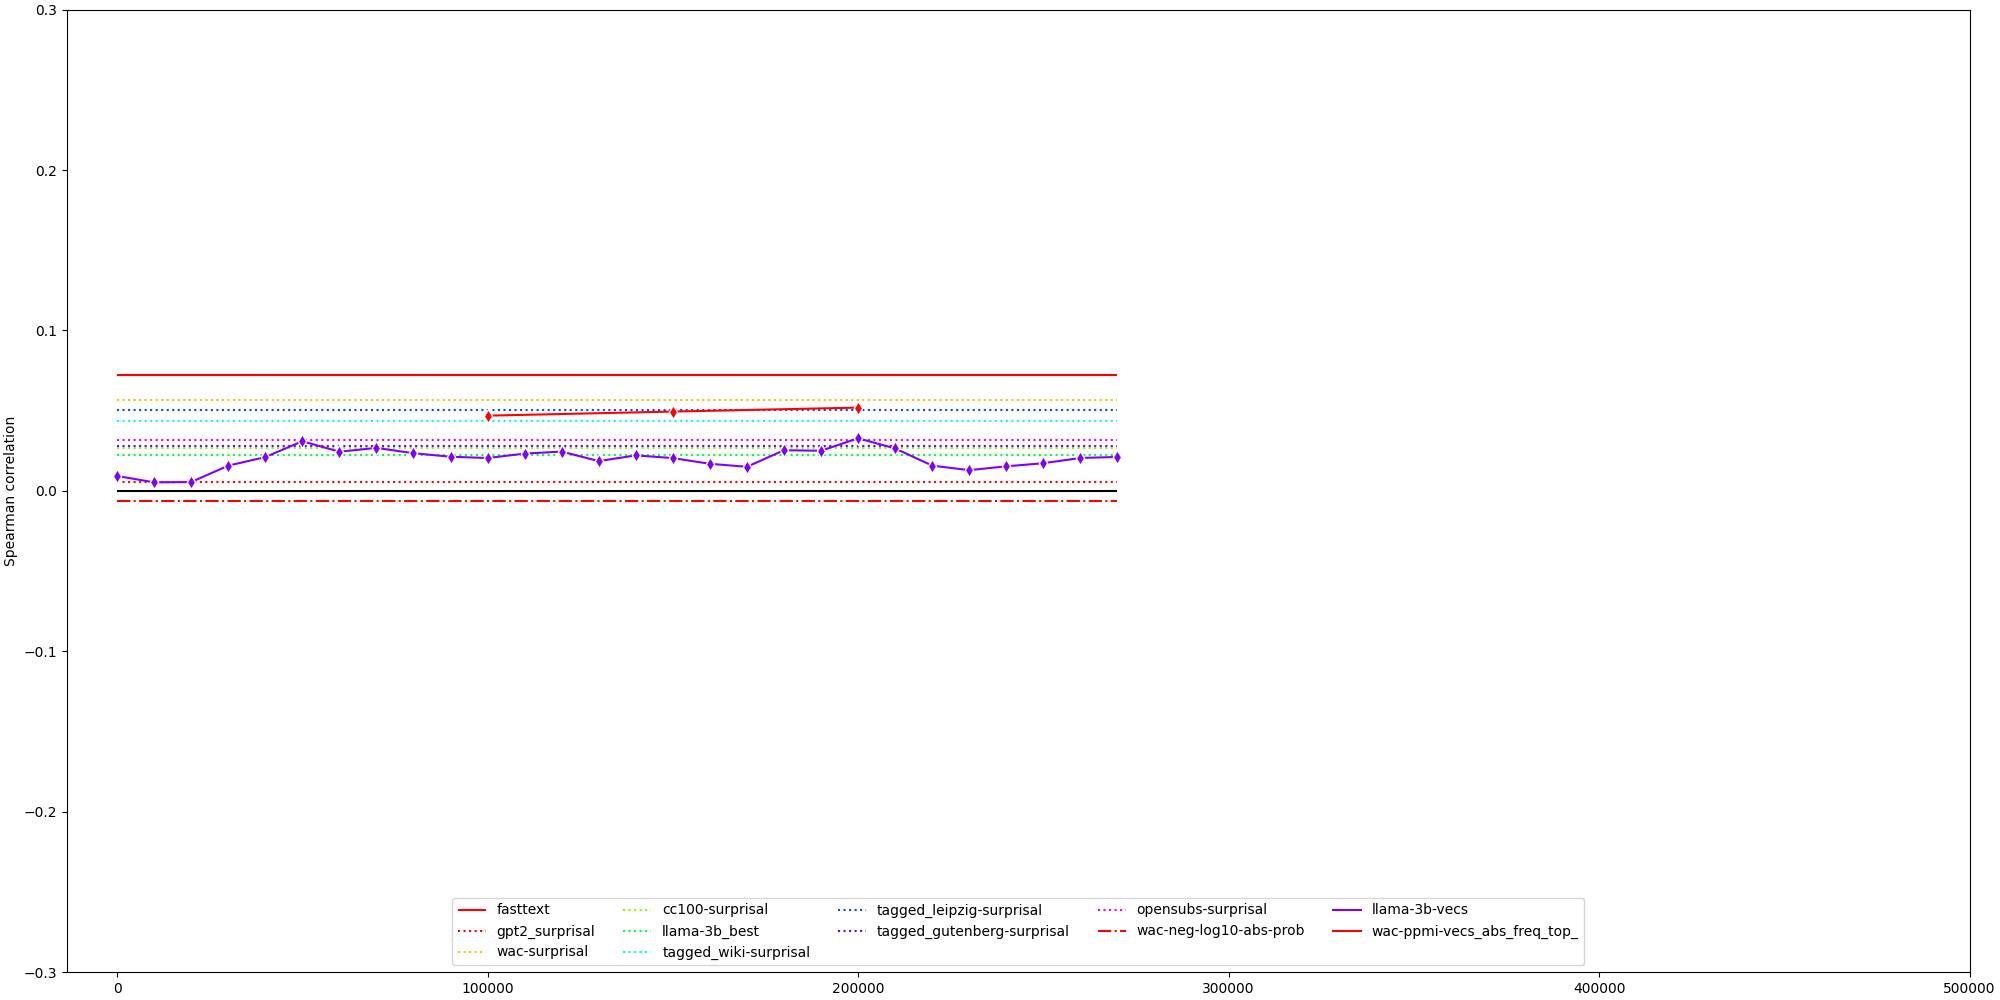 0.3
0.2
0.1
0.0
−0.1
−0.2
−0.3
Spearman correlation
fasttext
gpt2_surprisal
wac-surprisal
cc100-surprisal
llama-3b_best
tagged_wiki-surprisal
tagged_leipzig-surprisal
tagged_gutenberg-surprisal
opensubs-surprisal
wac-neg-log10-abs-prob
llama-3b-vecs
wac-ppmi-vecs_abs_freq_top_
0 100000 200000 300000 400000 500000